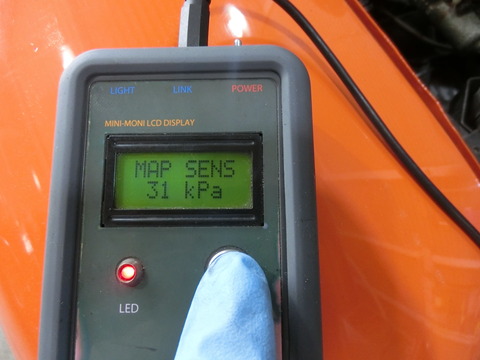 LIGHT LINK POWER
MINI-MONI LCD DISPLAY
MAP SENS
31 kPa
LED